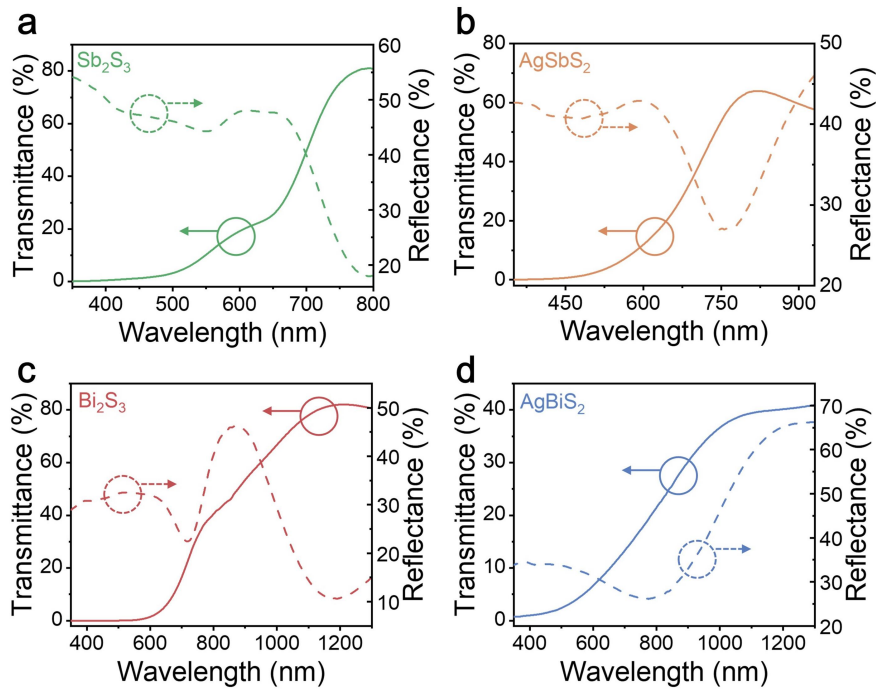 a
Sb₂S₃
Transmittance (%)
80
60
40
20
0
60
50
40
30
20
Reflectance (%)
400 500 600 700 800
Wavelength (nm)
b
AgSbS₂
Transmittance (%)
80
60
40
20
0
50
40
30
20
Reflectance (%)
450 600 750 900
Wavelength (nm)
c
Bi₂S₃
Transmittance (%)
80
60
40
20
0
50
40
30
20
10
Reflectance (%)
400 600 800 1000 1200
Wavelength (nm)
d
AgBiS₂
Transmittance (%)
40
30
20
10
0
70
60
50
40
30
20
Reflectance (%)
400 600 800 1000 1200
Wavelength (nm)